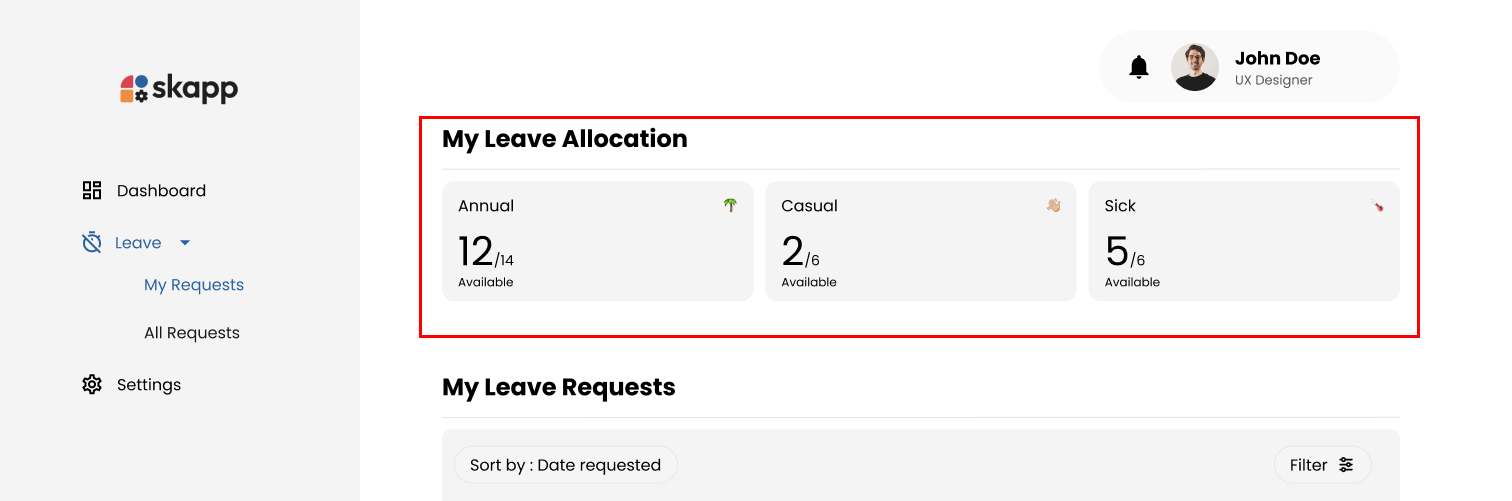 skapp
Dashboard
Leave
My Requests
All Requests
Settings
John Doe
UX Designer
My Leave Allocation
Annual
12/14
Available
Casual
2/6
Available
Sick
5/6
Available
My Leave Requests
Sort by : Date requested
Filter